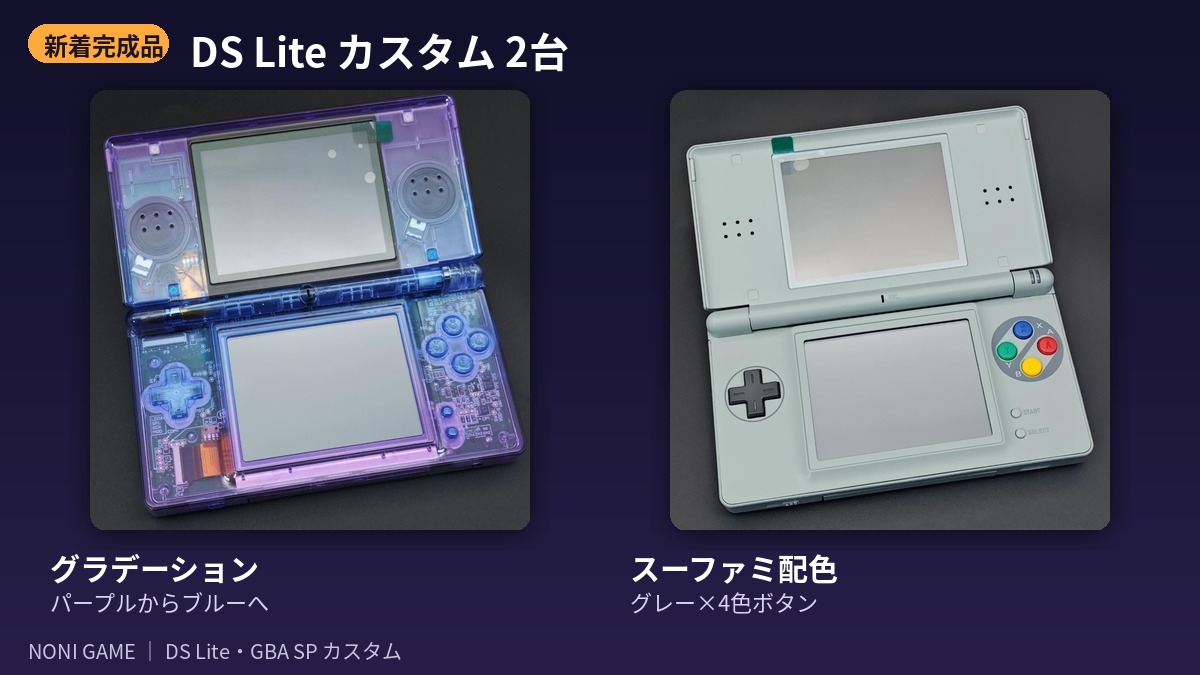 新着完成品
DS Lite カスタム 2台
X
A
Y
B
START
SELECT
グラデーション
パープルからブルーへ
スーファミ配色
グレー×4色ボタン
NONI GAME ｜ DS Lite・GBA SP カスタム